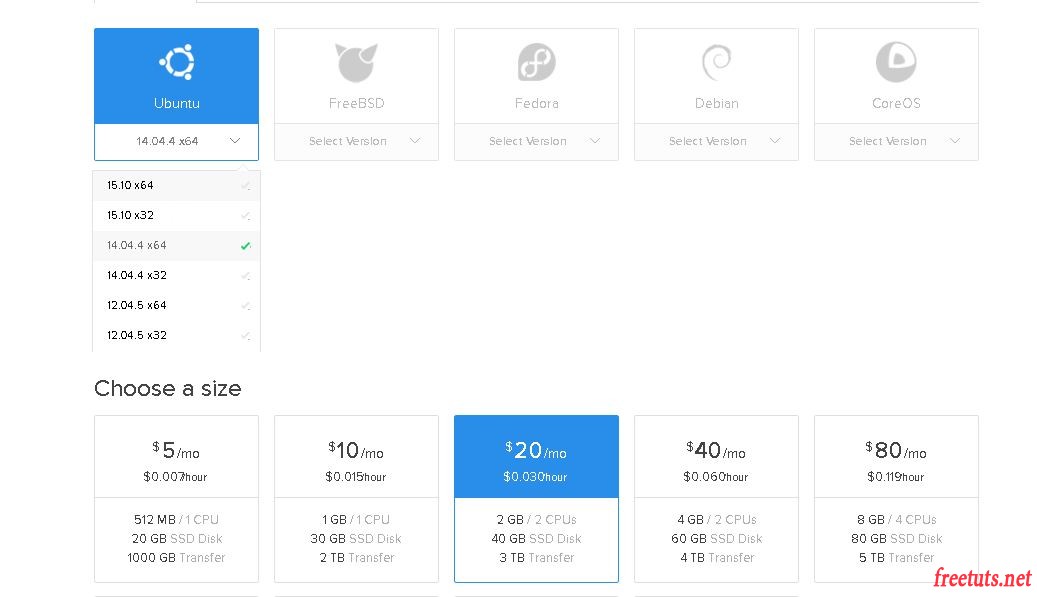 Ubuntu
FreeBSD
Fedora
Debian
CoreOS
14.04.4 x64
Select Version
Select Version
Select Version
Select Version
15.10 x64
15.10 x32
14.04.4 x64
14.04.4 x32
12.04.5 x64
12.04.5 x32
Choose a size
$5/mo
$0.007/hour
512 MB / 1 CPU
20 GB SSD Disk
1000 GB Transfer
$10/mo
$0.015/hour
1 GB / 1 CPU
30 GB SSD Disk
2 TB Transfer
$20/mo
$0.030/hour
2 GB / 2 CPUs
40 GB SSD Disk
3 TB Transfer
$40/mo
$0.060/hour
4 GB / 2 CPUs
60 GB SSD Disk
4 TB Transfer
$80/mo
$0.119/hour
8 GB / 4 CPUs
80 GB SSD Disk
5 TB Transfer
freetuts.net